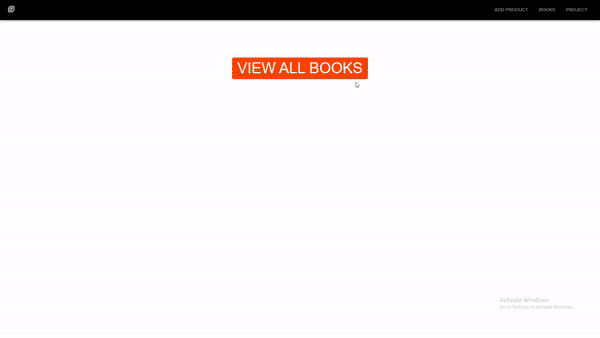 ADD PRODUCT BOOKS PROJECT
VIEW ALL BOOKS
Activate Windows
Go to Settings to activate Windows.